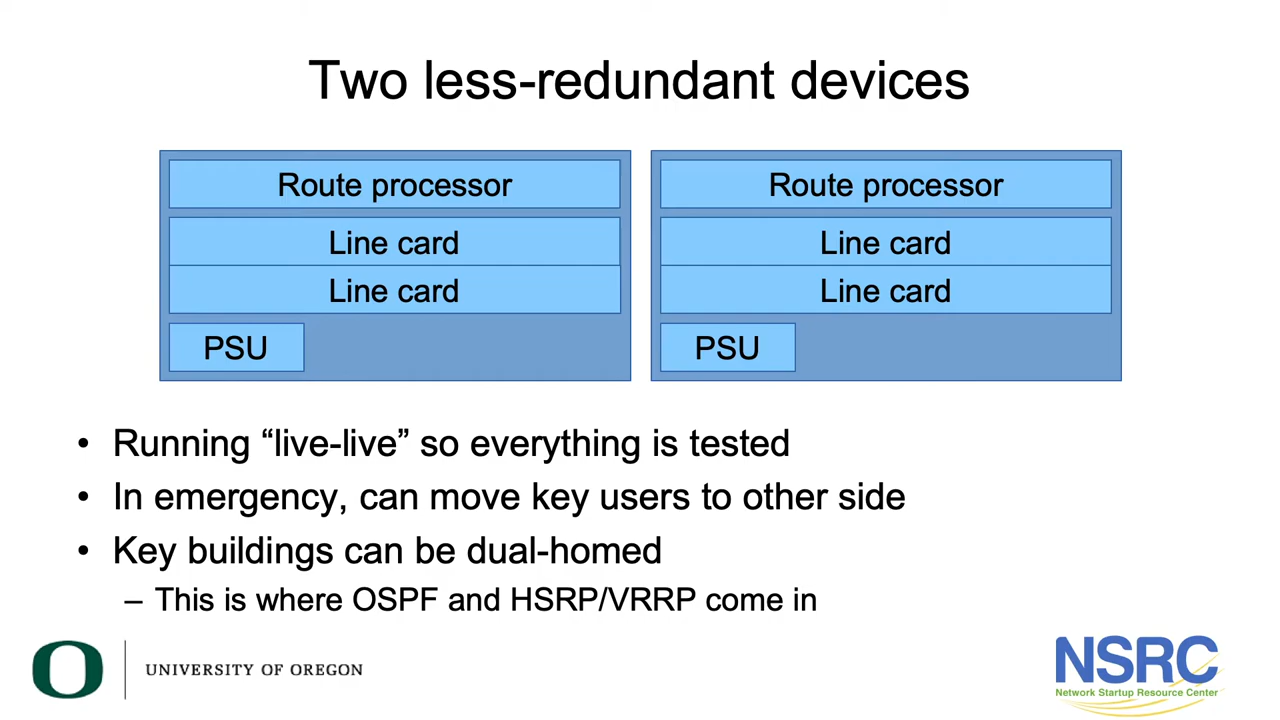 Two less-redundant devices
Route processor
Line card
Line card
PSU
Route processor
Line card
Line card
PSU
• Running “live-live” so everything is tested
• In emergency, can move key users to other side
• Key buildings can be dual-homed
– This is where OSPF and HSRP/VRRP come in
O
UNIVERSITY OF OREGON
NSRC
Network Startup Resource Center